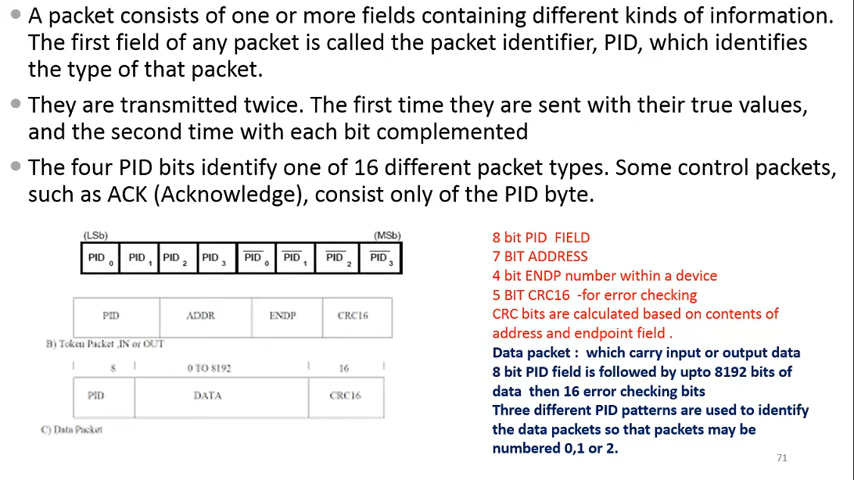 A packet consists of one or more fields containing different kinds of information.
The first field of any packet is called the packet identifier, PID, which identifies
the type of that packet.
They are transmitted twice. The first time they are sent with their true values,
and the second time with each bit complemented
The four PID bits identify one of 16 different packet types. Some control packets,
such as ACK (Acknowledge), consist only of the PID byte.
(LSb) (MSb)
PID 0 PID 1 PID 2 PID 3 P̅I̅D̅ 0 P̅I̅D̅ 1 P̅I̅D̅ 2 P̅I̅D̅ 3
PID ADDR ENDP CRC16
B) Token Packet ,IN or OUT
8 0 TO 8192 16
PID DATA CRC16
C) Data Packet
8 bit PID FIELD
7 BIT ADDRESS
4 bit ENDP number within a device
5 BIT CRC16 -for error checking
CRC bits are calculated based on contents of
address and endpoint field .
Data packet : which carry input or output data
8 bit PID field is followed by upto 8192 bits of
data then 16 error checking bits
Three different PID patterns are used to identify
the data packets so that packets may be
numbered 0,1 or 2.
71